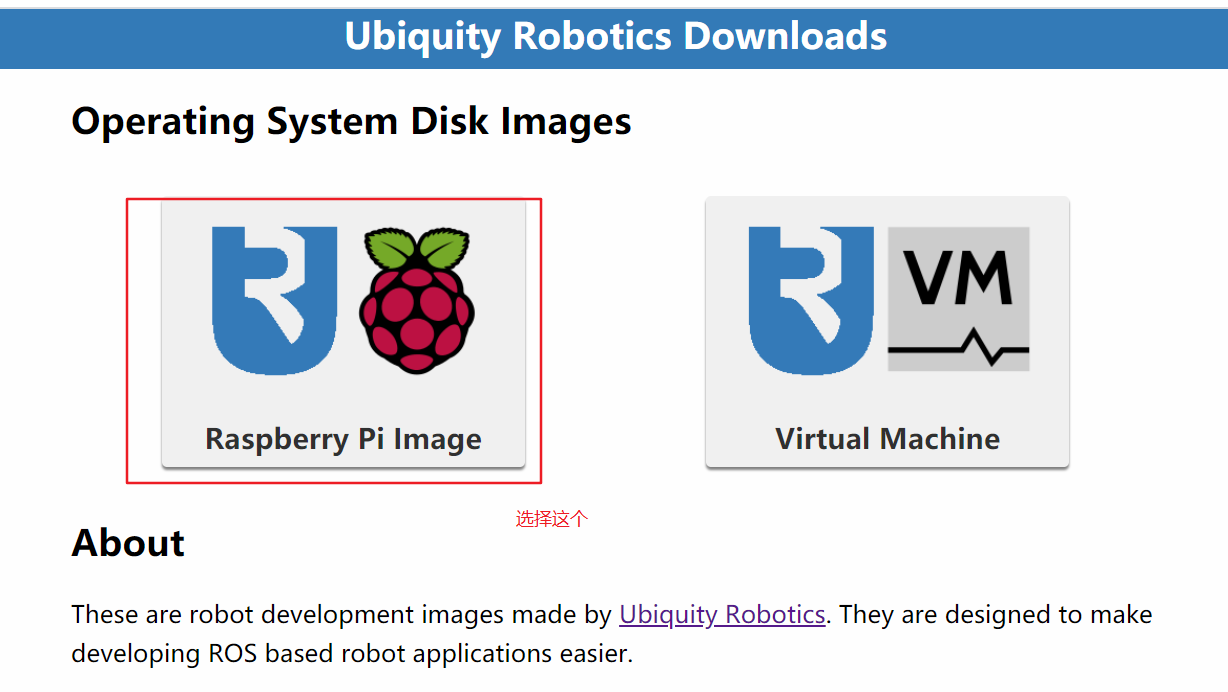 Ubiquity Robotics Downloads
Operating System Disk Images
VM
Raspberry Pi Image
Virtual Machine
选择这个
About
These are robot development images made by Ubiquity Robotics. They are designed to make
developing ROS based robot applications easier.